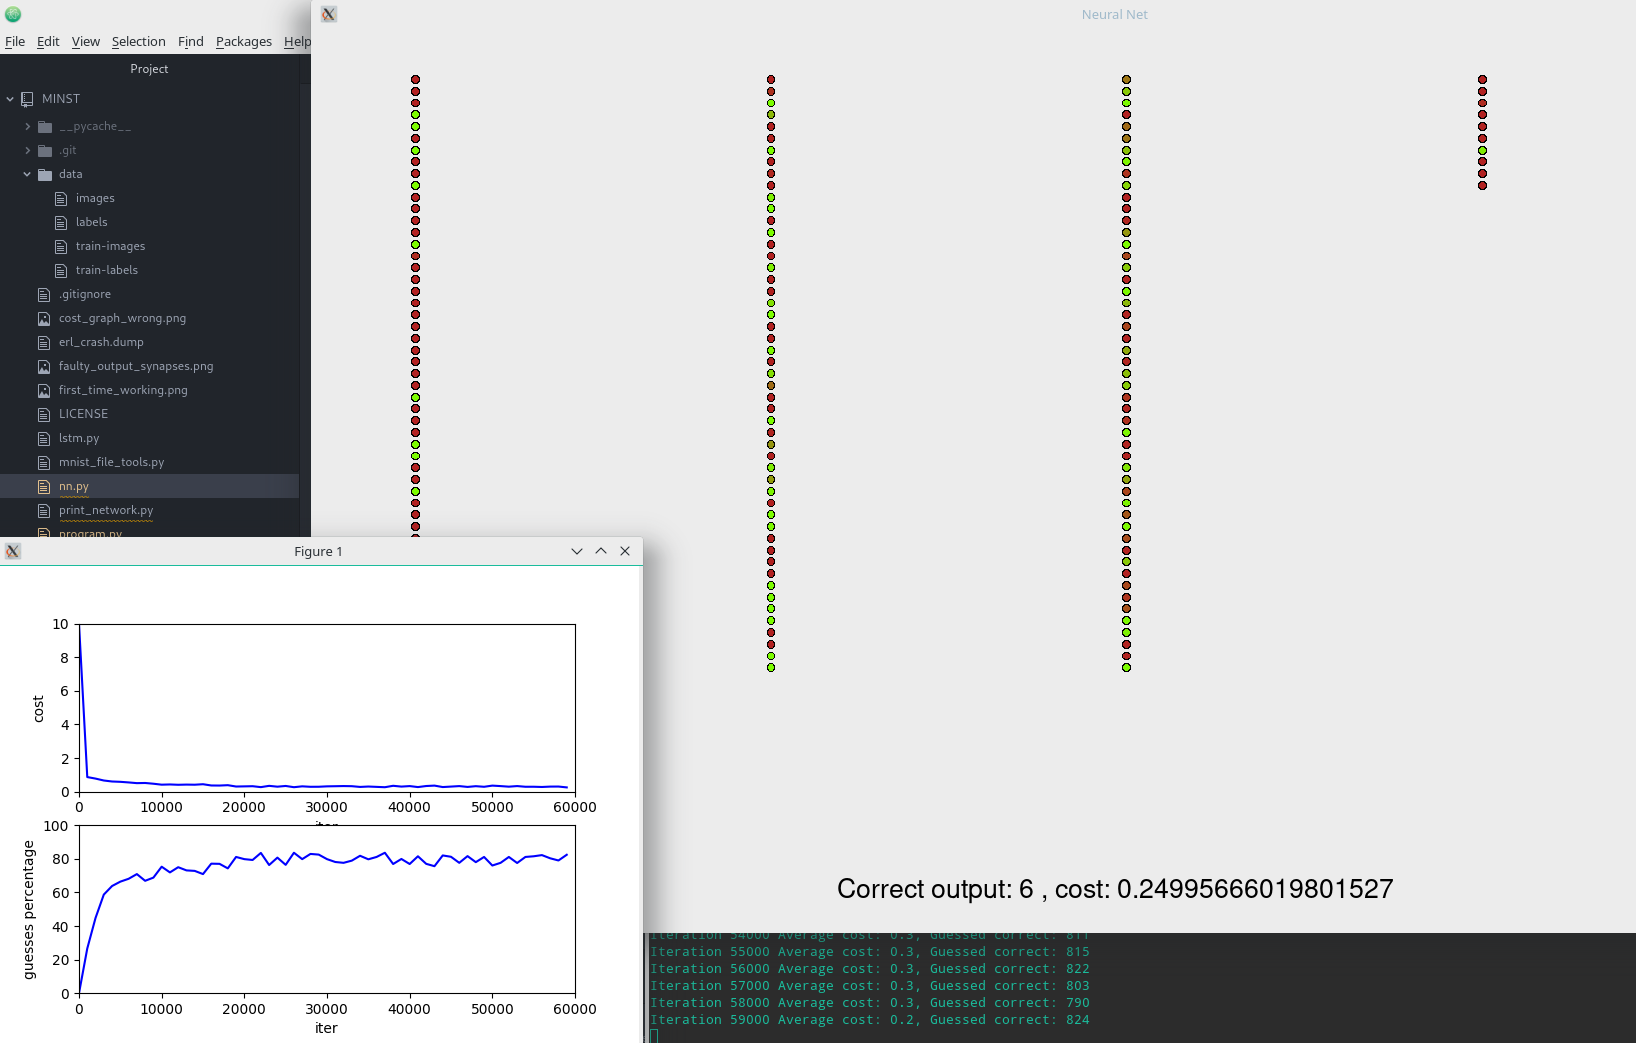 Neural Net
File Edit View Selection Find Packages Help
Project
MINST
__pycache__
.git
data
images
labels
train-images
train-labels
.gitignore
cost_graph_wrong.png
erl_crash.dump
faulty_output_synapses.png
first_time_working.png
LICENSE
lstm.py
mnist_file_tools.py
nn.py
print_network.py
program.py
Figure 1
10
8
6
4
2
0
cost
0 10000 20000 30000 40000 50000 60000
iter
100
80
60
40
20
0
guesses percentage
0 10000 20000 30000 40000 50000 60000
iter
Correct output: 6 , cost: 0.24995666019801527
Iteration 54000 Average cost: 0.3, Guessed correct: 811
Iteration 55000 Average cost: 0.3, Guessed correct: 815
Iteration 56000 Average cost: 0.3, Guessed correct: 822
Iteration 57000 Average cost: 0.3, Guessed correct: 803
Iteration 58000 Average cost: 0.3, Guessed correct: 790
Iteration 59000 Average cost: 0.2, Guessed correct: 824